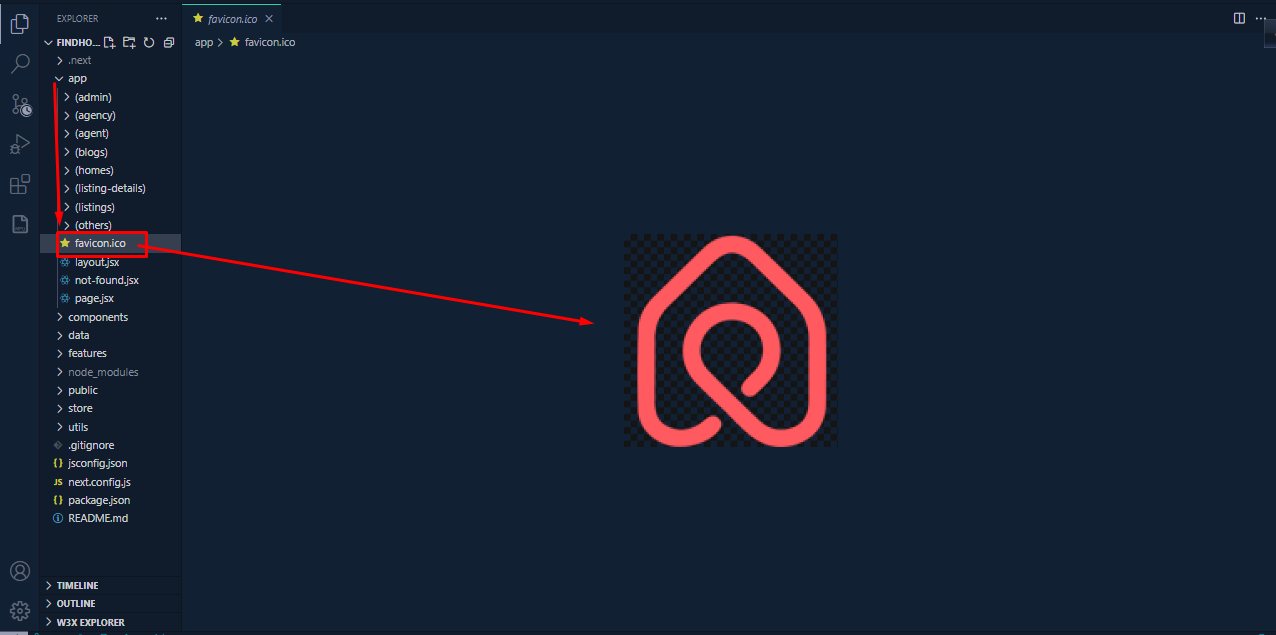 EXPLORER
favicon.ico
FINDHO...
app > favicon.ico
.next
app
(admin)
(agency)
(agent)
(blogs)
(homes)
(listing-details)
(listings)
(others)
favicon.ico
layout.jsx
not-found.jsx
page.jsx
components
data
features
node_modules
public
store
utils
.gitignore
jsconfig.json
JS next.config.js
package.json
README.md
TIMELINE
OUTLINE
W3X EXPLORER